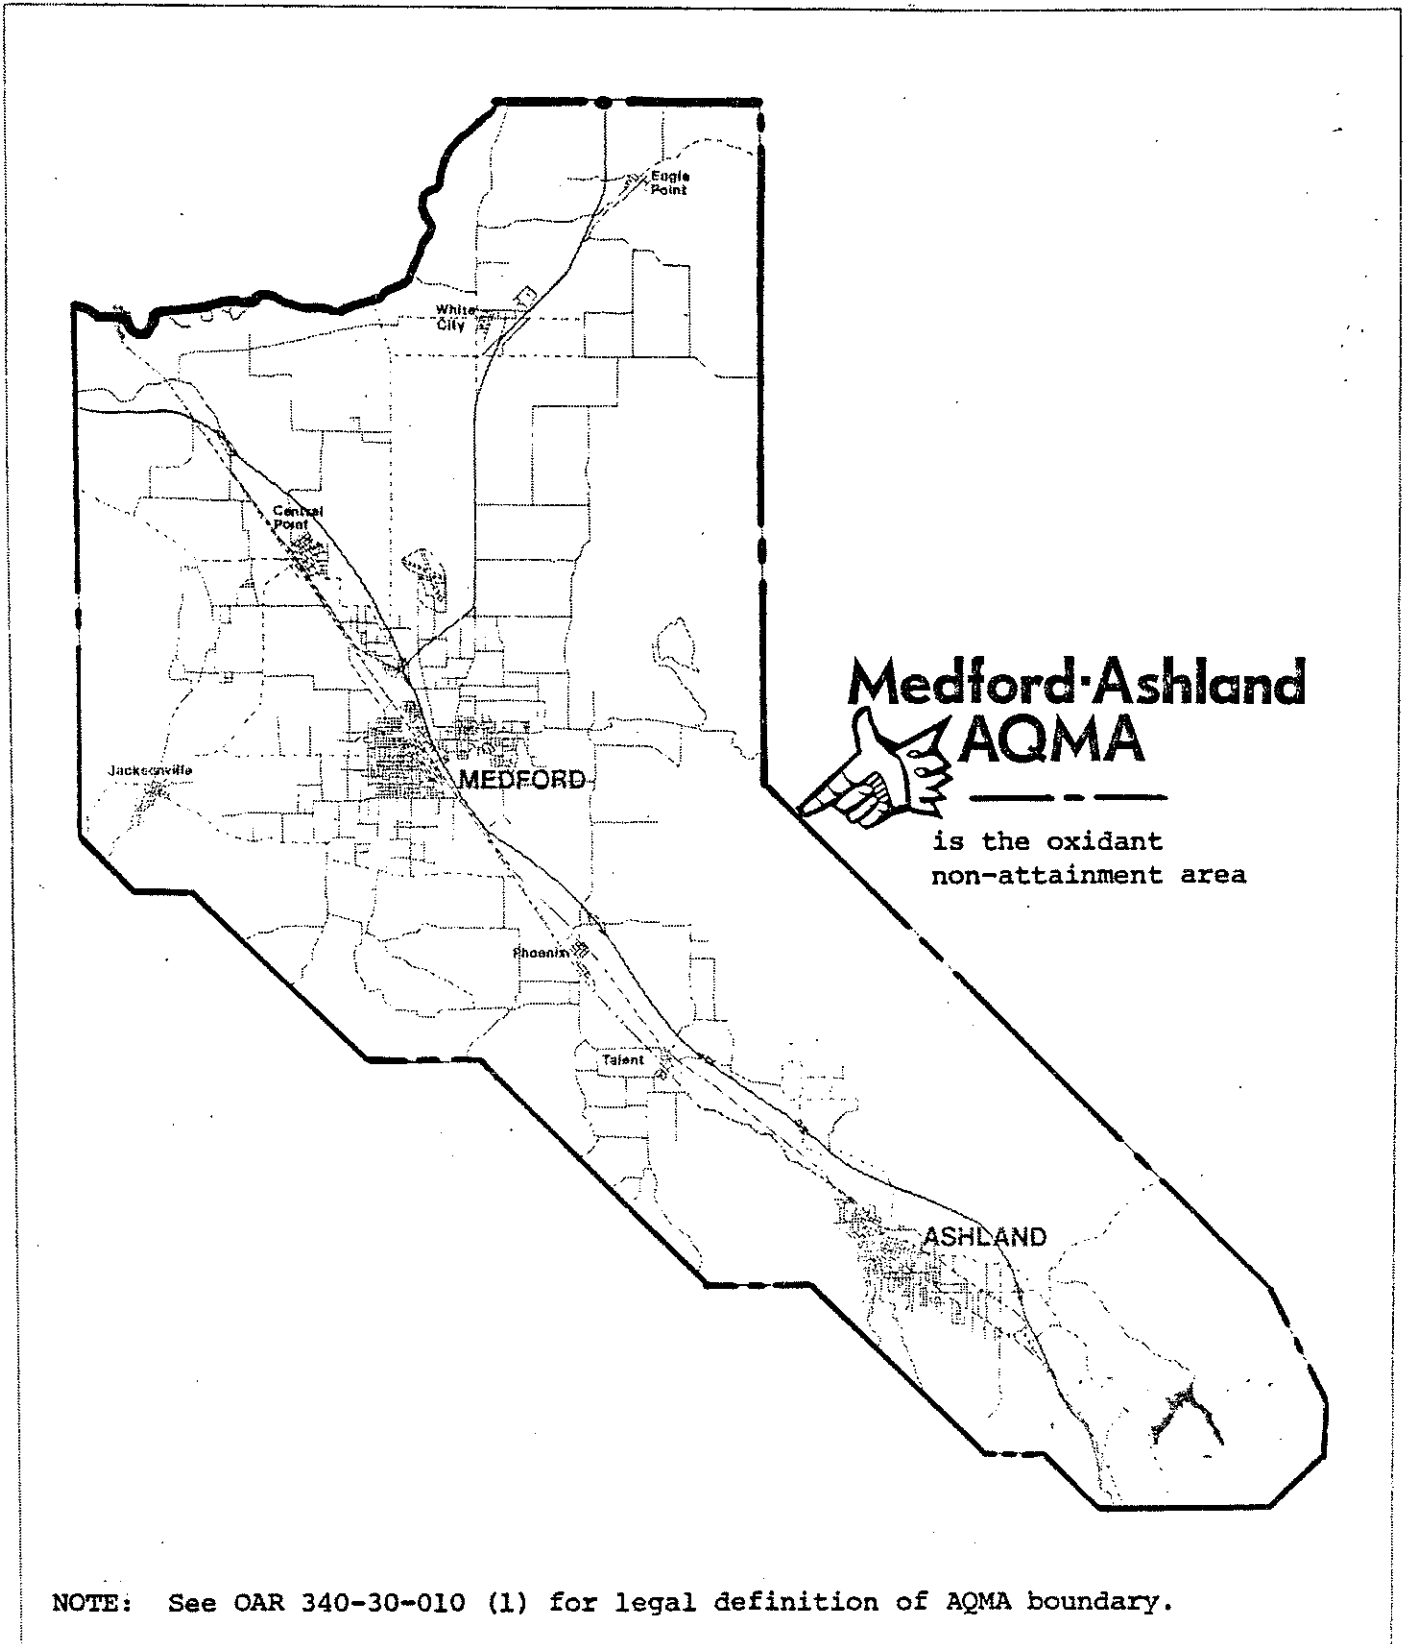 Eagle
Point
White
City
Central
Point
Medford·Ashland
AQMA
is the oxidant
non-attainment area
Jacksonville
MEDFORD
Phoenix
Talent
ASHLAND
NOTE: See OAR 340-30-010 (1) for legal definition of AQMA boundary.